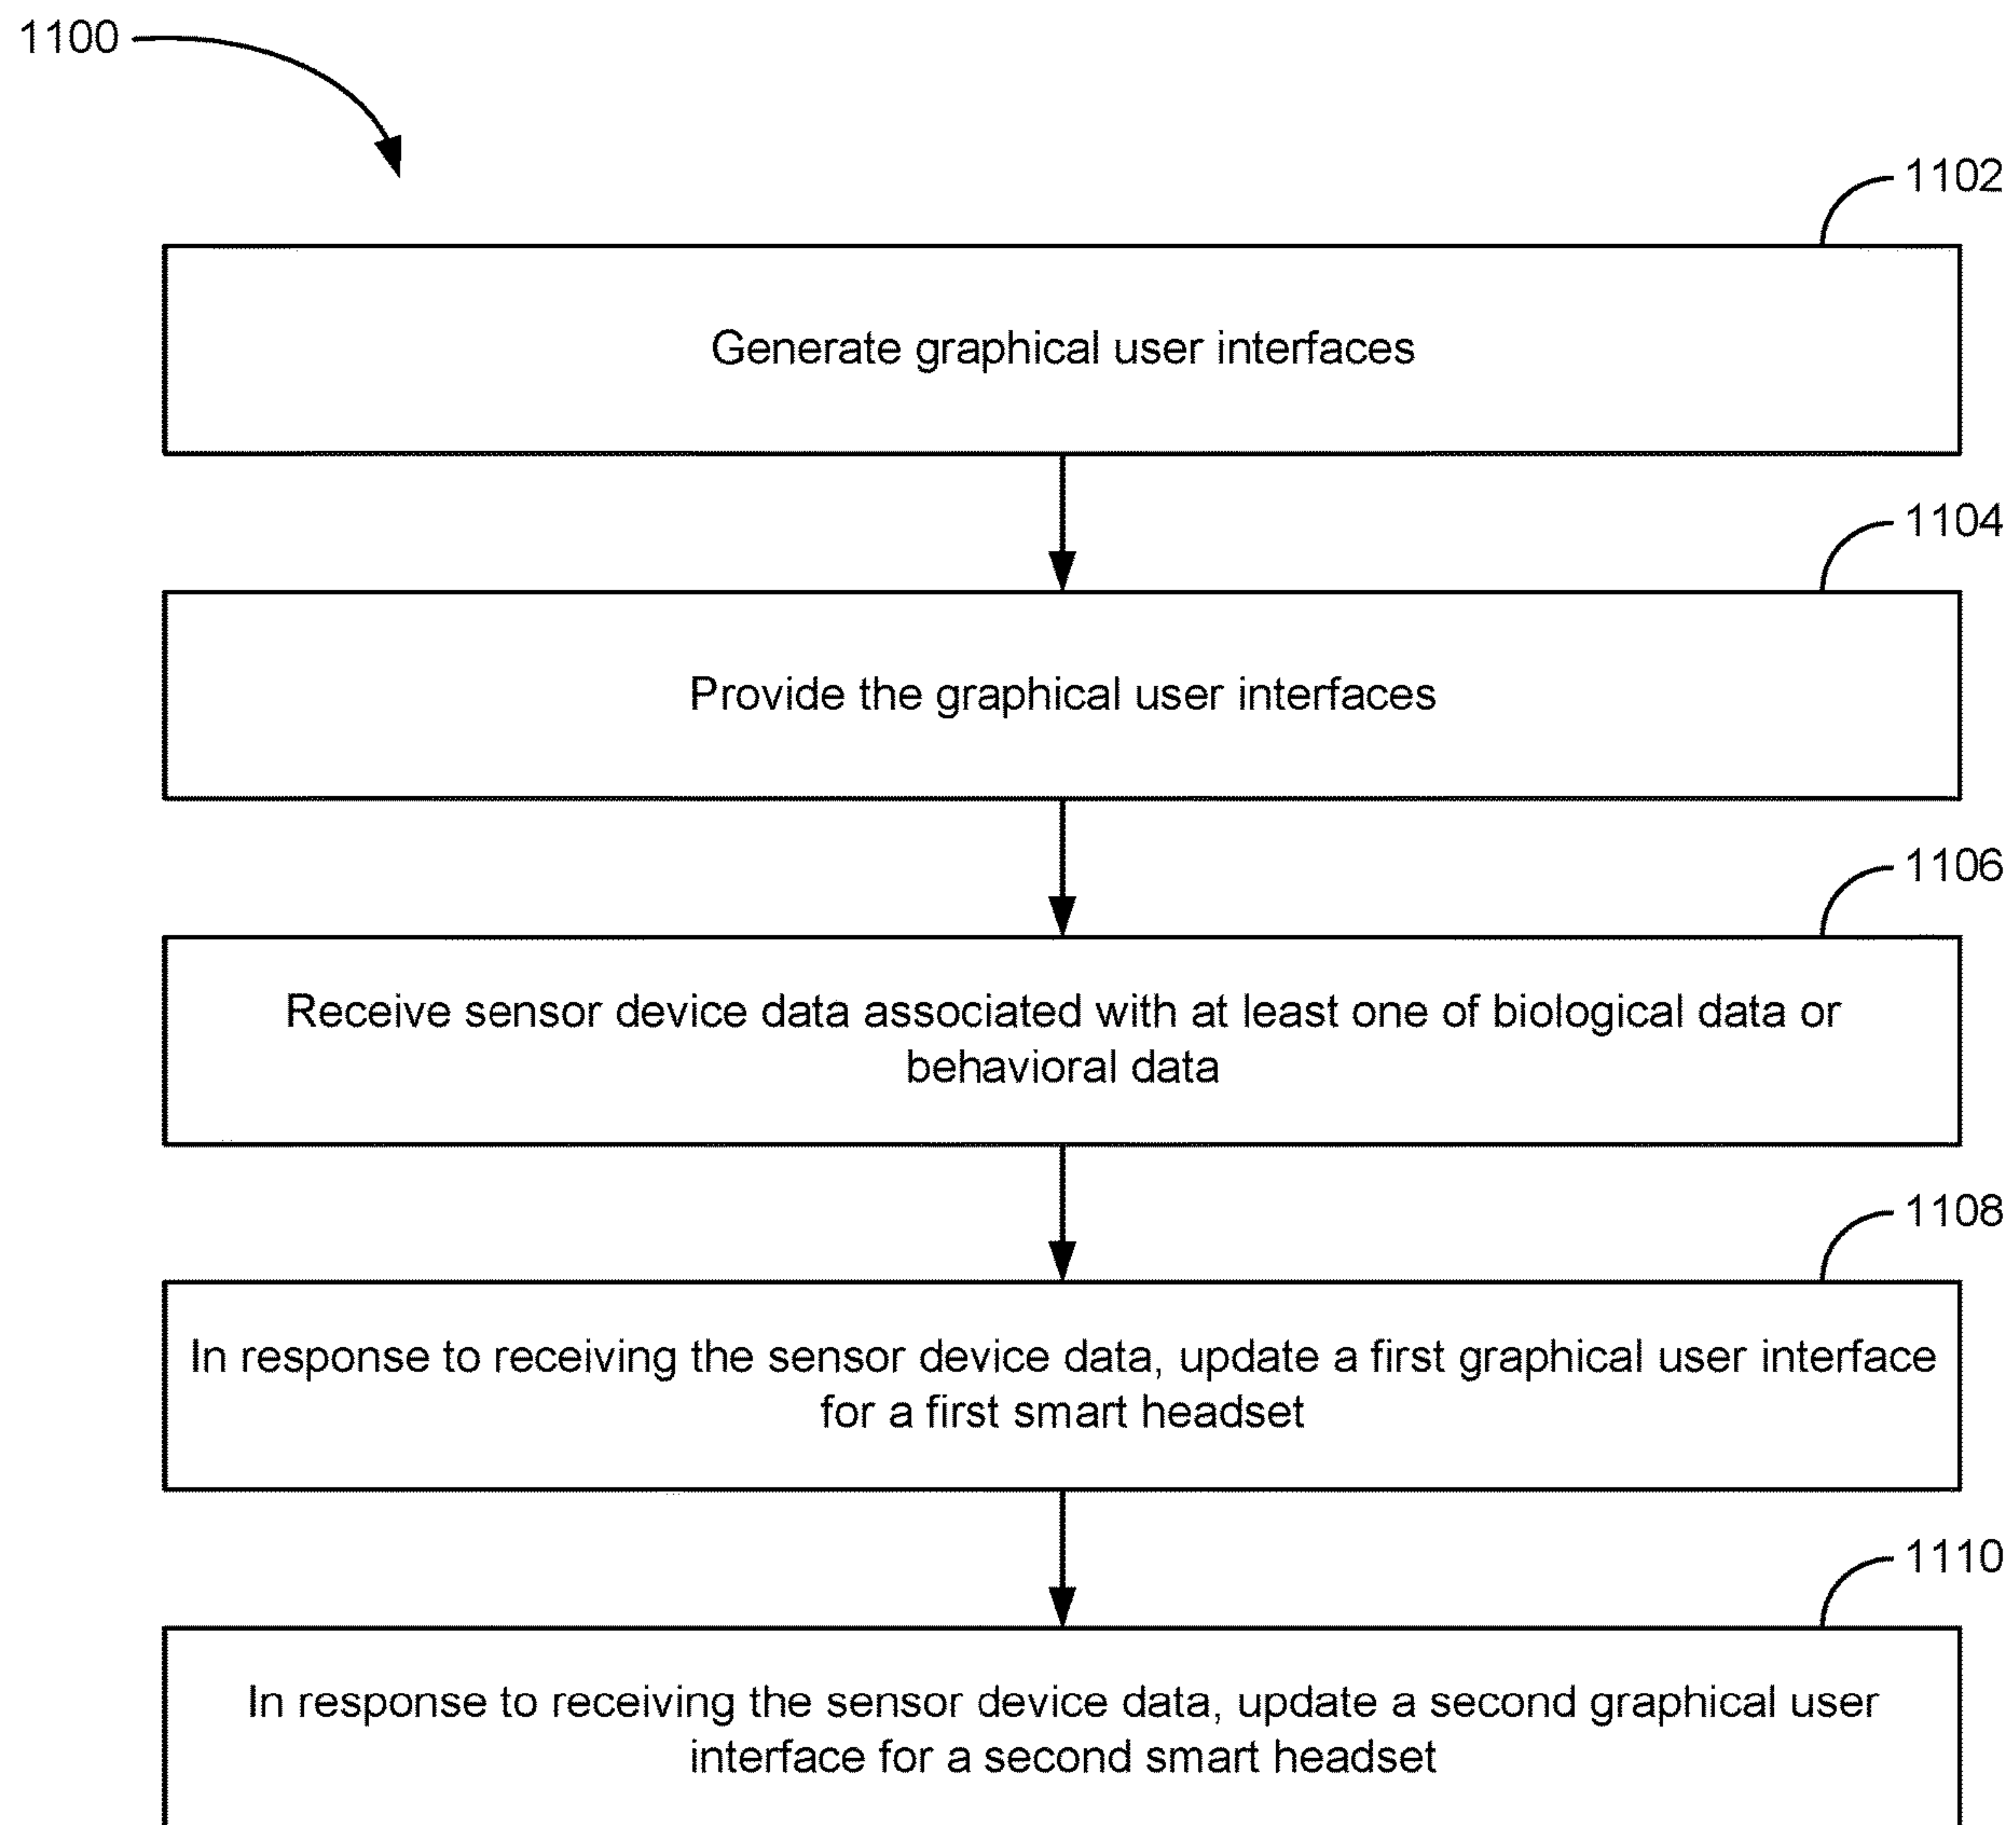 1100
1102
Generate graphical user interfaces
1104
Provide the graphical user interfaces
1106
Receive sensor device data associated with at least one of biological data or
behavioral data
1108
In response to receiving the sensor device data, update a first graphical user interface
for a first smart headset
1110
In response to receiving the sensor device data, update a second graphical user
interface for a second smart headset